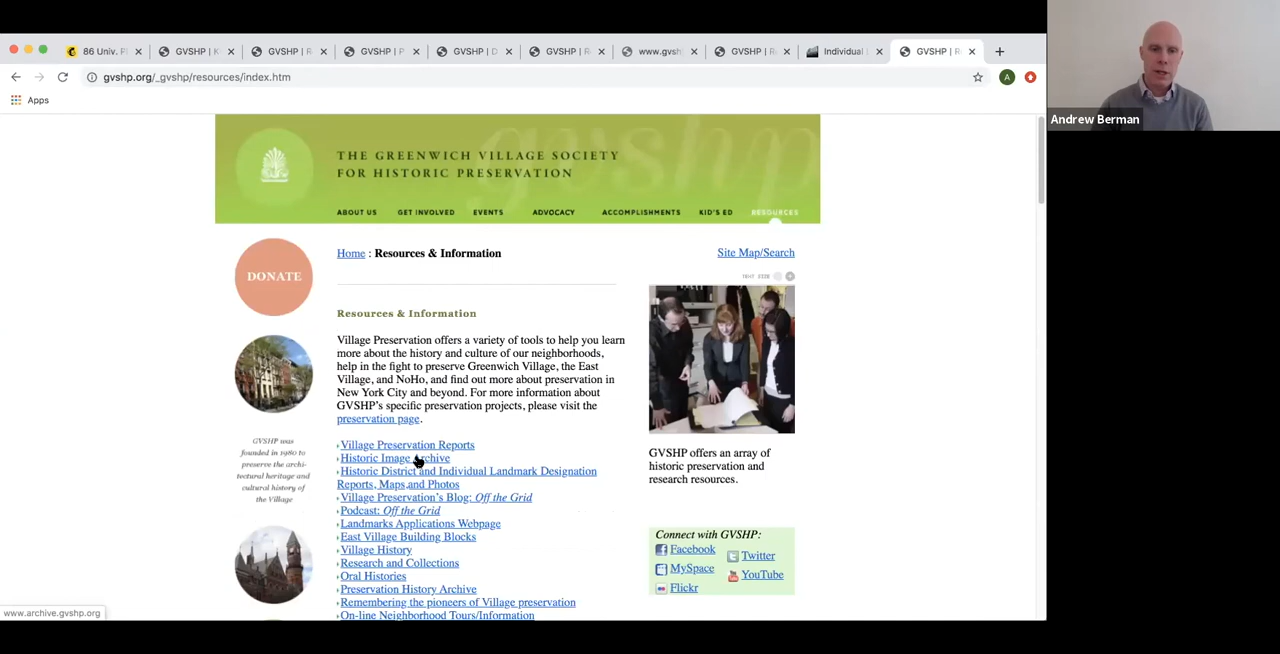 86 Univ. Pl
GVSHP | K
GVSHP | R
GVSHP | P
GVSHP | D
GVSHP | R
www.gvsh
GVSHP | R
Individual
GVSHP | R
gvshp.org/_gvshp/resources/index.htm
A
Apps
Andrew Berman
THE GREENWICH VILLAGE SOCIETY
FOR HISTORIC PRESERVATION
gvshp
ABOUT US GET INVOLVED EVENTS ADVOCACY ACCOMPLISHMENTS KID'S ED RESOURCES
Home : Resources & Information
Site Map/Search
TEXT SIZE
DONATE
Resources & Information
Village Preservation offers a variety of tools to help you learn
more about the history and culture of our neighborhoods,
help in the fight to preserve Greenwich Village, the East
Village, and NoHo, and find out more about preservation in
New York City and beyond. For more information about
GVSHP's specific preservation projects, please visit the
preservation page.
Village Preservation Reports
Historic Image Archive
Historic District and Individual Landmark Designation
Reports, Maps,and Photos
Village Preservation's Blog: Off the Grid
Podcast: Off the Grid
Landmarks Applications Webpage
East Village Building Blocks
Village History
Research and Collections
Oral Histories
Preservation History Archive
Remembering the pioneers of Village preservation
On-line Neighborhood Tours/Information
GVSHP was
founded in 1980 to
preserve the archi-
tectural heritage and
cultural history of
the Village
GVSHP offers an array of
historic preservation and
research resources.
Connect with GVSHP:
Facebook
Twitter
MySpace
YouTube
Flickr
www.archive.gvshp.org